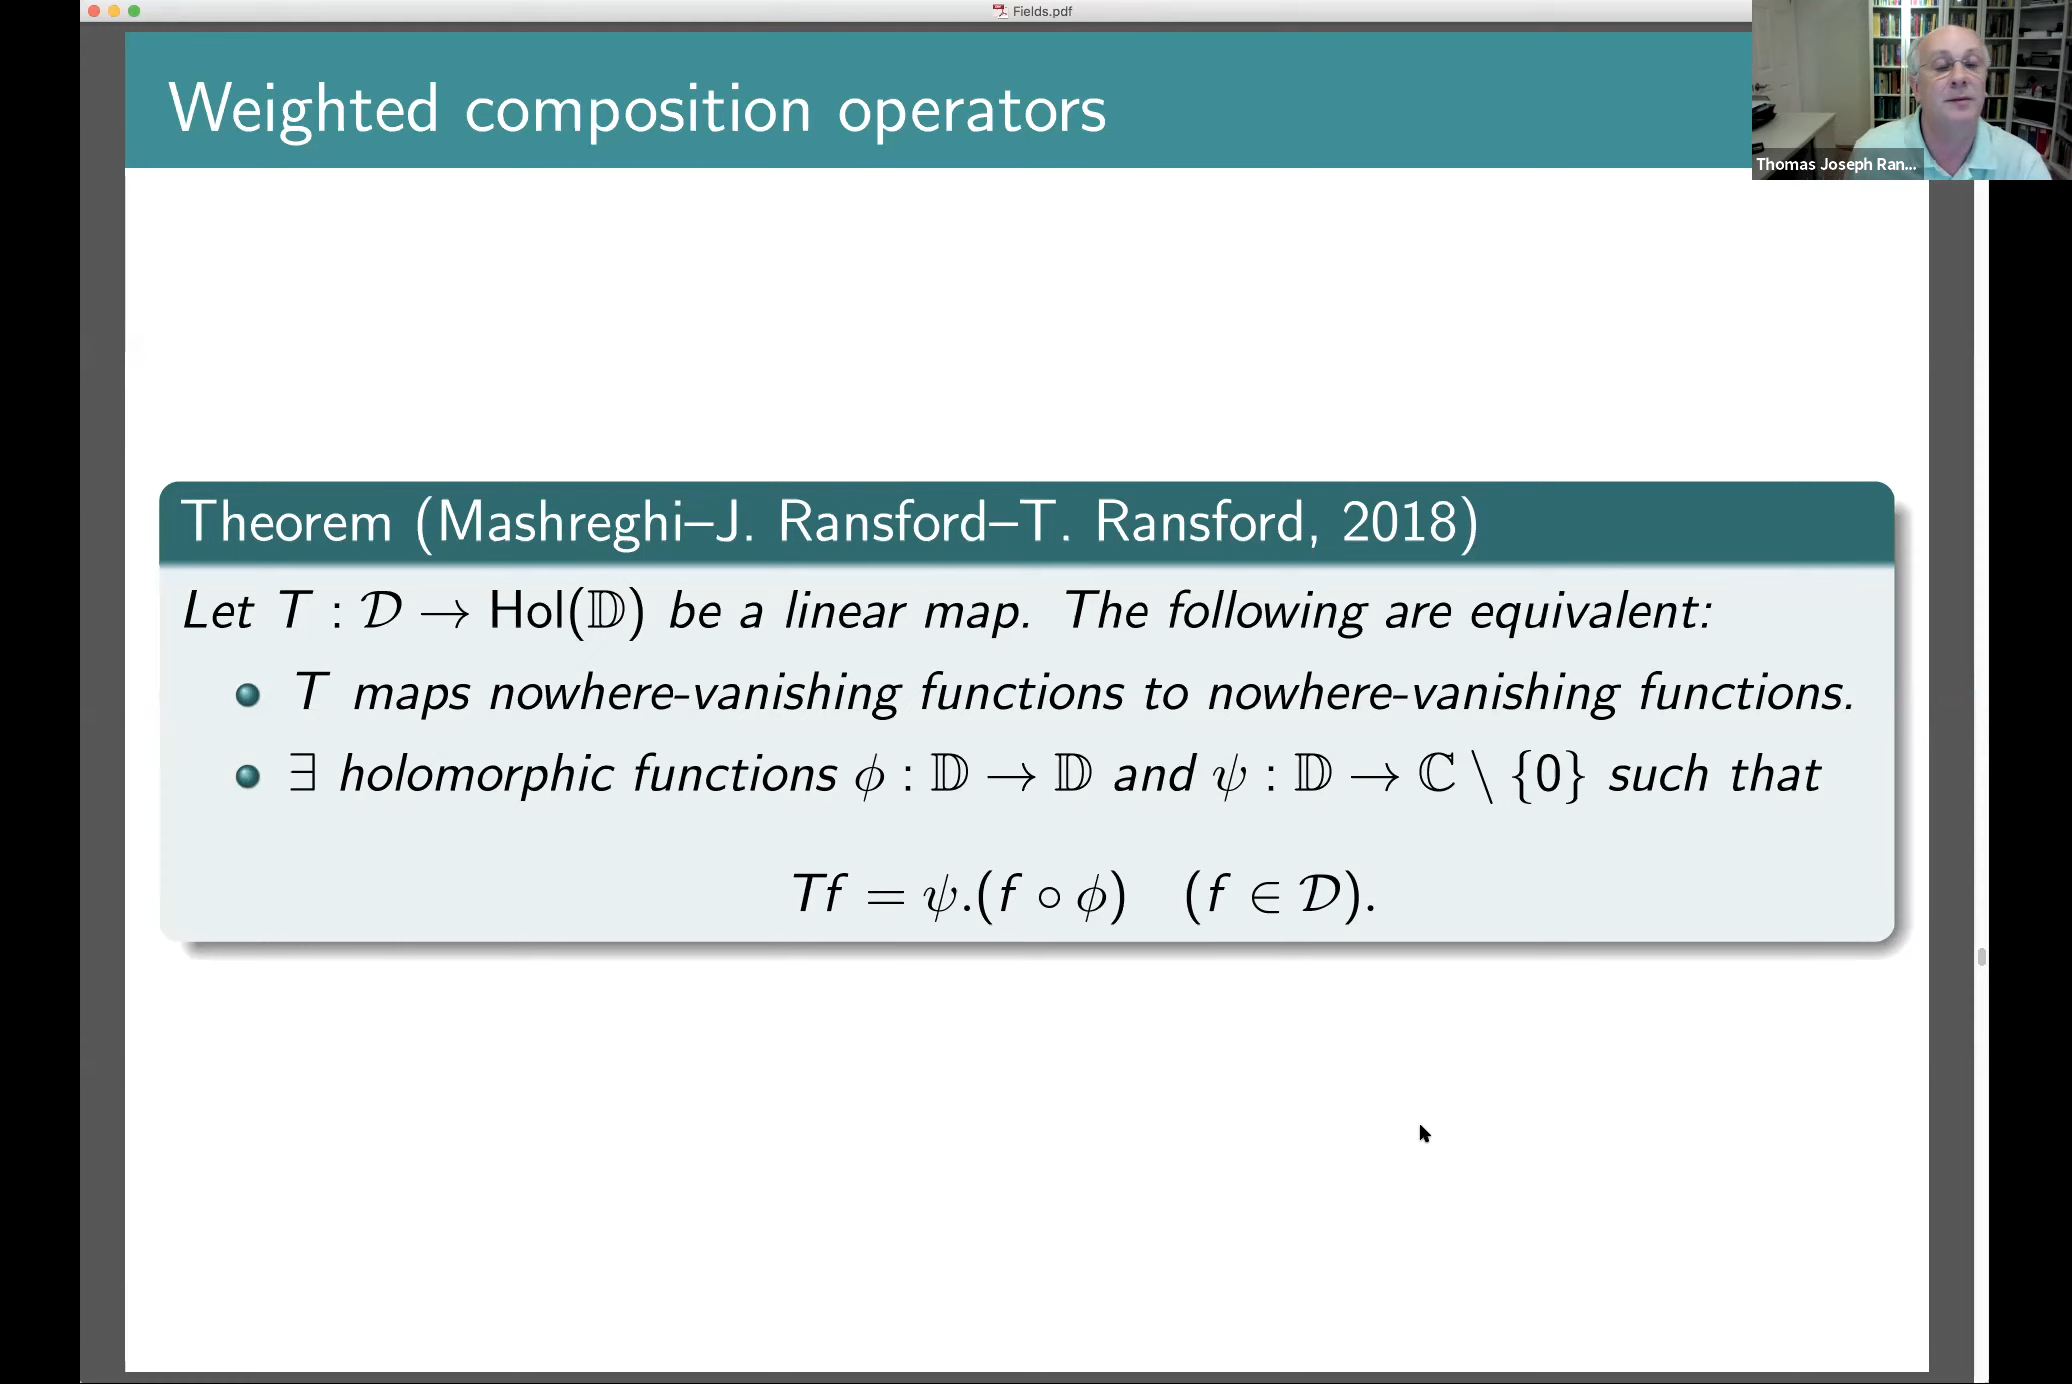 Fields.pdf
Weighted composition operators
Thomas Joseph Ran...
Theorem (Mashreghi–J. Ransford–T. Ransford, 2018)
Let T : 𝒟 → Hol(𝔻) be a linear map. The following are equivalent:
T maps nowhere-vanishing functions to nowhere-vanishing functions.
∃ holomorphic functions ϕ : 𝔻 → 𝔻 and ψ : 𝔻 → ℂ \ {0} such that
Tf = ψ.(f ∘ ϕ) (f ∈ 𝒟).